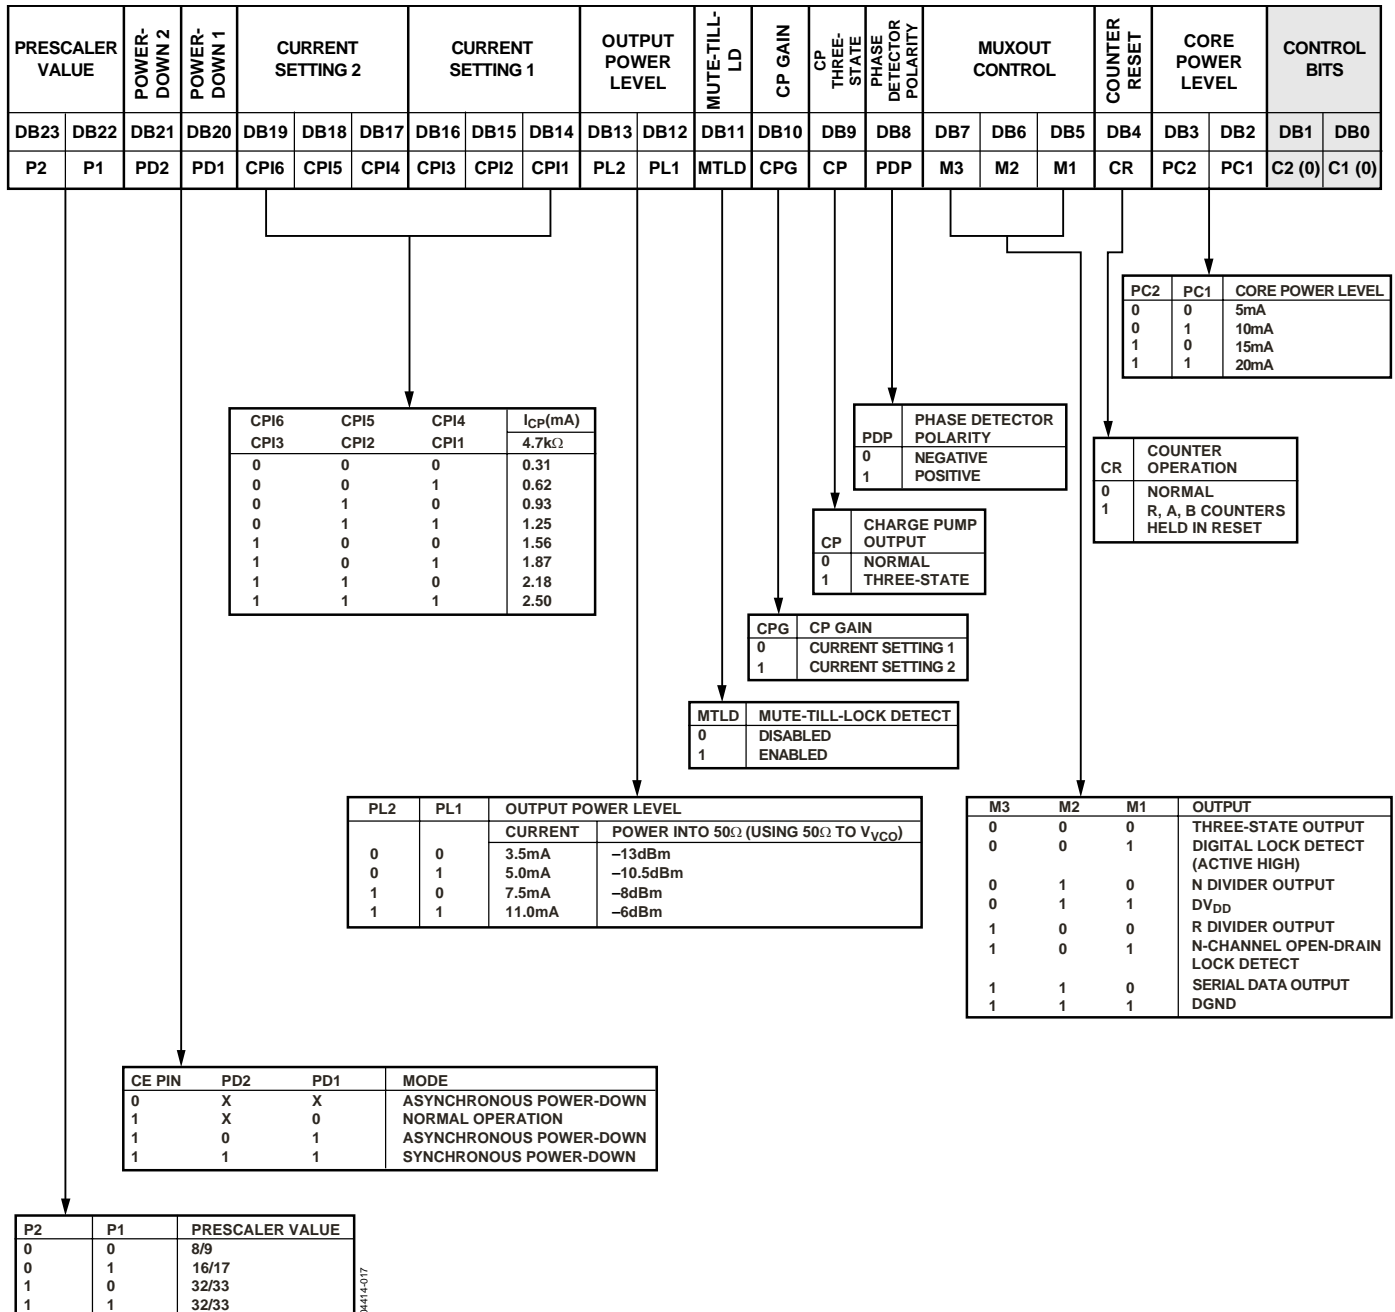 PRESCALER VALUE
POWER-DOWN 2
POWER-DOWN 1
CURRENT SETTING 2
CURRENT SETTING 1
OUTPUT POWER LEVEL
MUTE-TILL-LD
CP GAIN
CP THREE-STATE
PHASE DETECTOR POLARITY
MUXOUT CONTROL
COUNTER RESET
CORE POWER LEVEL
CONTROL BITS
DB23 DB22 DB21 DB20 DB19 DB18 DB17 DB16 DB15 DB14 DB13 DB12 DB11 DB10 DB9 DB8 DB7 DB6 DB5 DB4 DB3 DB2 DB1 DB0
P2 P1 PD2 PD1 CPI6 CPI5 CPI4 CPI3 CPI2 CPI1 PL2 PL1 MTLD CPG CP PDP M3 M2 M1 CR PC2 PC1 C2 (0) C1 (0)
PC2 PC1 CORE POWER LEVEL
0 0 5mA
0 1 10mA
1 0 15mA
1 1 20mA
CPI6 CPI5 CPI4 ICP(mA)
CPI3 CPI2 CPI1 4.7kΩ
0 0 0 0.31
0 0 1 0.62
0 1 0 0.93
0 1 1 1.25
1 0 0 1.56
1 0 1 1.87
1 1 0 2.18
1 1 1 2.50
PDP PHASE DETECTOR POLARITY
0 NEGATIVE
1 POSITIVE
CR COUNTER OPERATION
0 NORMAL
1 R, A, B COUNTERS
HELD IN RESET
CP CHARGE PUMP OUTPUT
0 NORMAL
1 THREE-STATE
CPG CP GAIN
0 CURRENT SETTING 1
1 CURRENT SETTING 2
MTLD MUTE-TILL-LOCK DETECT
0 DISABLED
1 ENABLED
PL2 PL1 OUTPUT POWER LEVEL
CURRENT POWER INTO 50Ω (USING 50Ω TO VVCO)
0 0 3.5mA –13dBm
0 1 5.0mA –10.5dBm
1 0 7.5mA –8dBm
1 1 11.0mA –6dBm
M3 M2 M1 OUTPUT
0 0 0 THREE-STATE OUTPUT
0 0 1 DIGITAL LOCK DETECT
(ACTIVE HIGH)
0 1 0 N DIVIDER OUTPUT
0 1 1 DVDD
1 0 0 R DIVIDER OUTPUT
1 0 1 N-CHANNEL OPEN-DRAIN
LOCK DETECT
1 1 0 SERIAL DATA OUTPUT
1 1 1 DGND
CE PIN PD2 PD1 MODE
0 X X ASYNCHRONOUS POWER-DOWN
1 X 0 NORMAL OPERATION
1 0 1 ASYNCHRONOUS POWER-DOWN
1 1 1 SYNCHRONOUS POWER-DOWN
P2 P1 PRESCALER VALUE
0 0 8/9
0 1 16/17
1 0 32/33
1 1 32/33